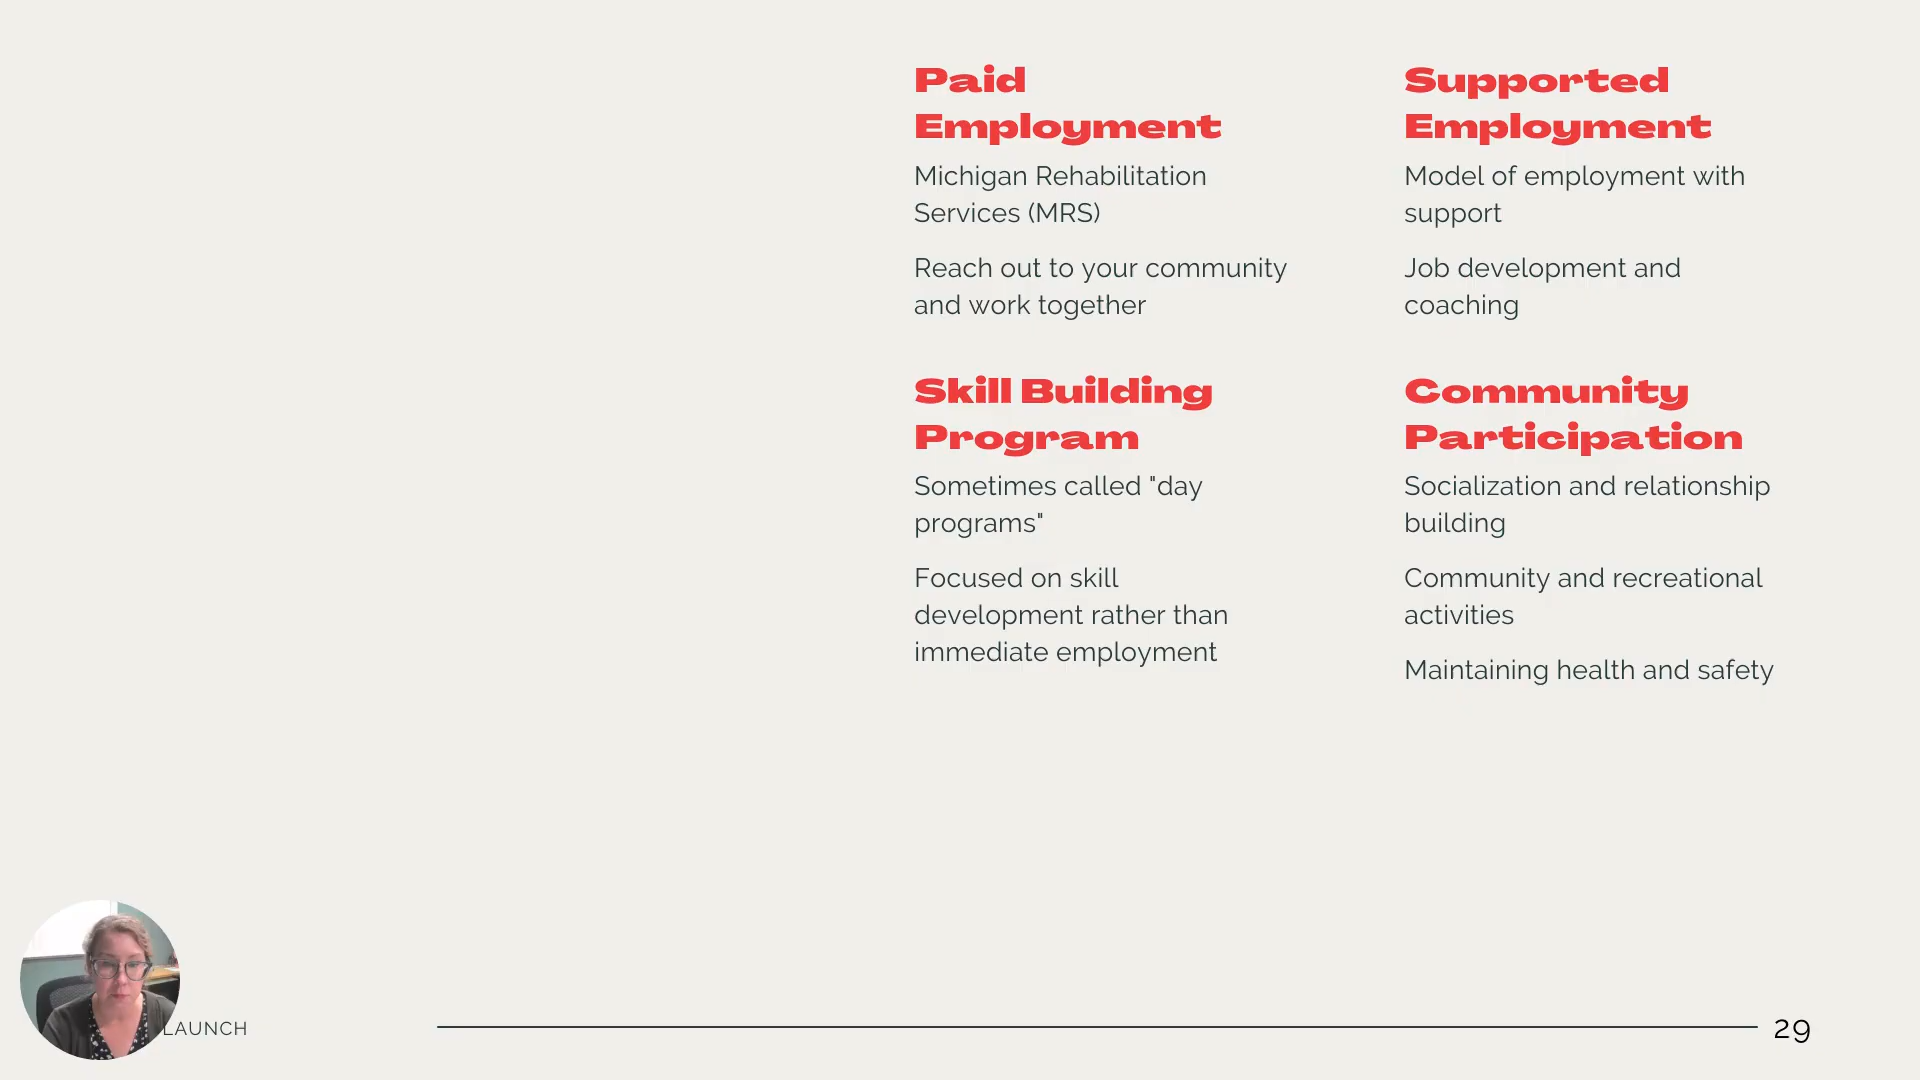 Paid
Employment
Michigan Rehabilitation
Services (MRS)
Reach out to your community
and work together
Supported
Employment
Model of employment with
support
Job development and
coaching
Skill Building
Program
Sometimes called "day
programs"
Focused on skill
development rather than
immediate employment
Community
Participation
Socialization and relationship
building
Community and recreational
activities
Maintaining health and safety
LAUNCH
29